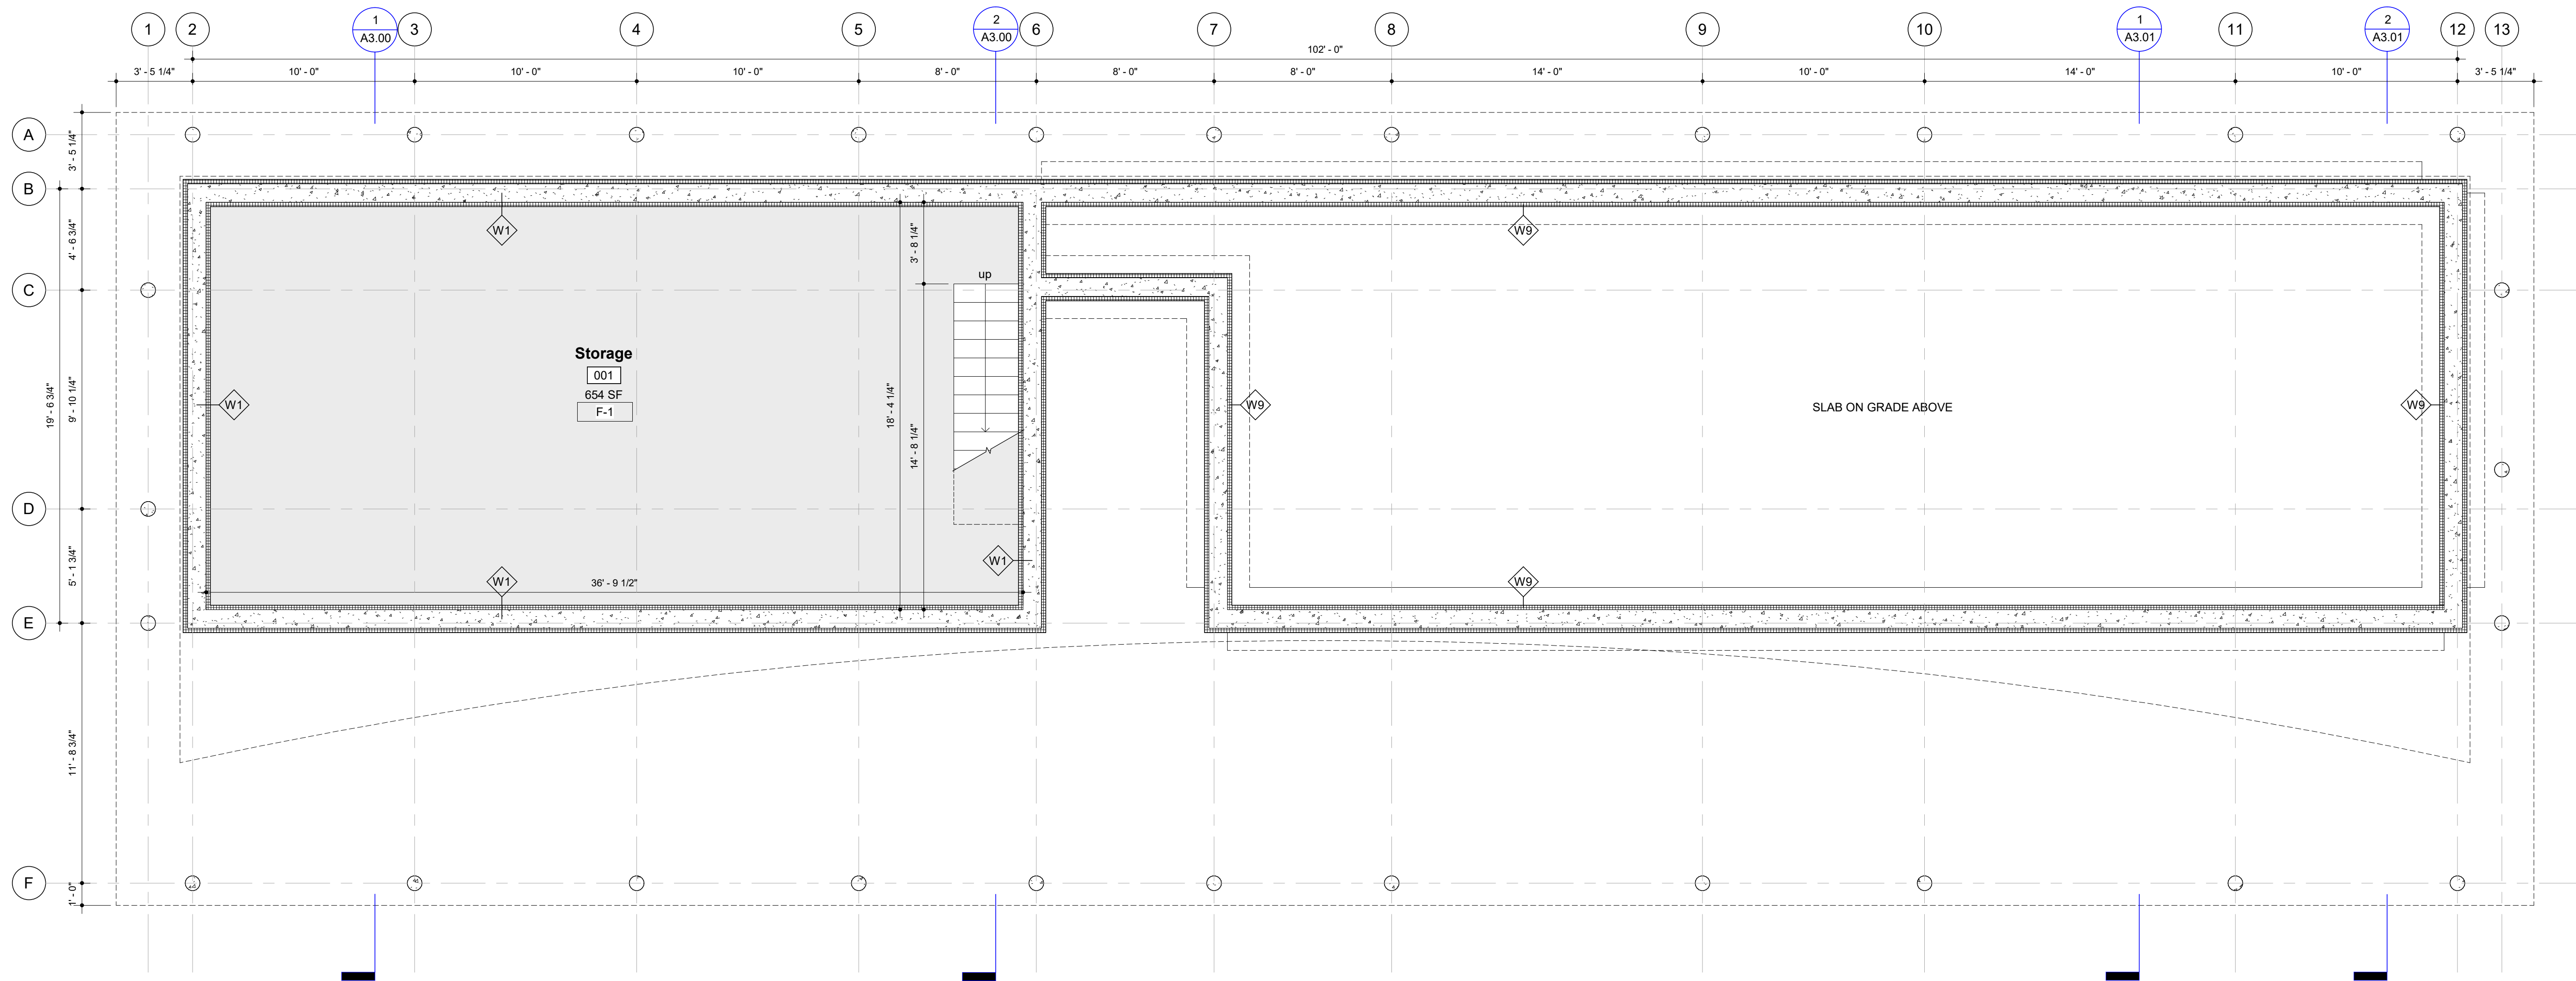 1
2
1
A3.00
3
4
5
2
A3.00
6
7
8
9
10
1
A3.01
11
2
A3.01
12
13
102' - 0"
3' - 5 1/4"
10' - 0"
10' - 0"
10' - 0"
8' - 0"
8' - 0"
8' - 0"
14' - 0"
10' - 0"
14' - 0"
10' - 0"
3' - 5 1/4"
A
3' - 5 1/4"
B
W1
W9
4' - 6 3/4"
3' - 8 1/4"
up
C
Storage
001
654 SF
F-1
19' - 6 3/4"
9' - 10 1/4"
W1
18' - 4 1/4"
14' - 8 1/4"
W9
SLAB ON GRADE ABOVE
W9
D
5' - 1 3/4"
W1
W1
36' - 9 1/2"
W9
E
11' - 8 3/4"
F
1' - 0"